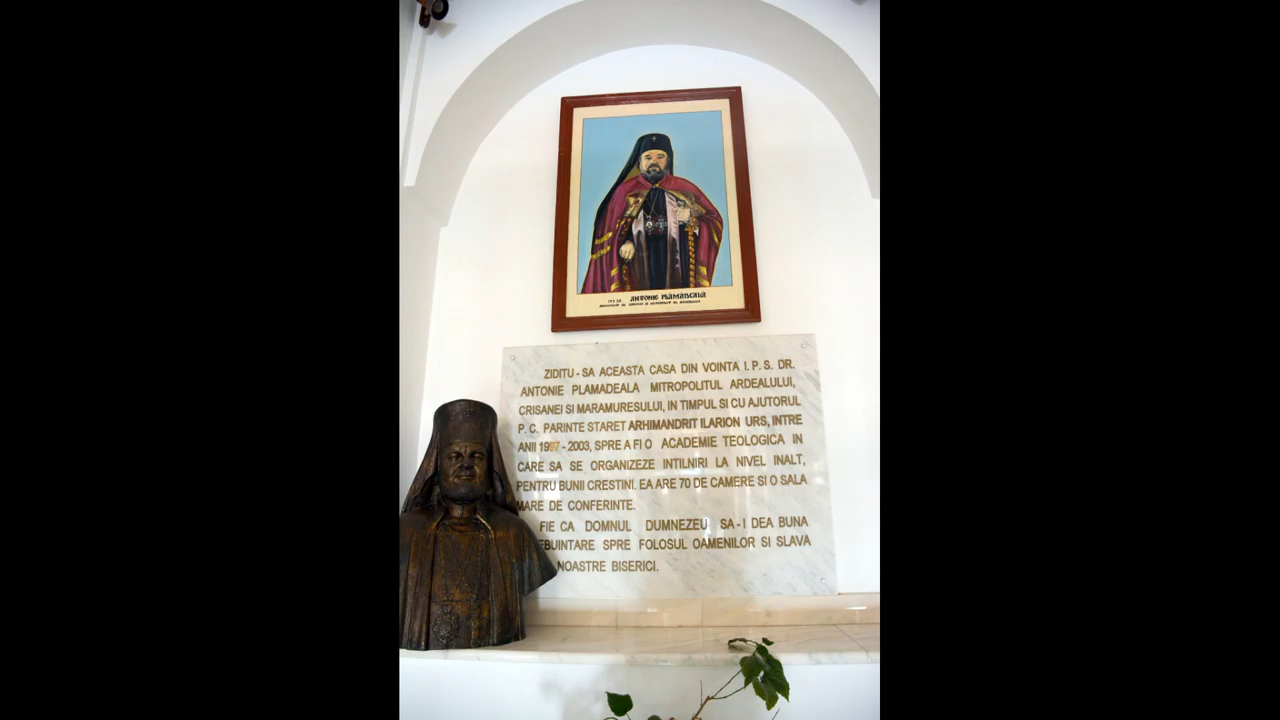 ANTONIE PLĂMĂDEALĂ
ZIDITU - SA ACEASTA CASA DIN VOINTA I.P.S. DR.
ANTONIE PLAMADEALA MITROPOLITUL ARDEALULUI,
CRISANEI SI MARAMURESULUI, IN TIMPUL SI CU AJUTORUL
P.C. PARINTE STARET ARHIMANDRIT ILARION URS, INTRE
ANII 1997 - 2003, SPRE A FI O ACADEMIE TEOLOGICA IN
CARE SA SE ORGANIZEZE INTILNIRI LA NIVEL INALT,
PENTRU BUNII CRESTINI. EA ARE 70 DE CAMERE SI O SALA
MARE DE CONFERINTE.
FIE CA DOMNUL DUMNEZEU SA-I DEA BUNA
EBUINTARE SPRE FOLOSUL OAMENILOR SI SLAVA
NOASTRE BISERICI.